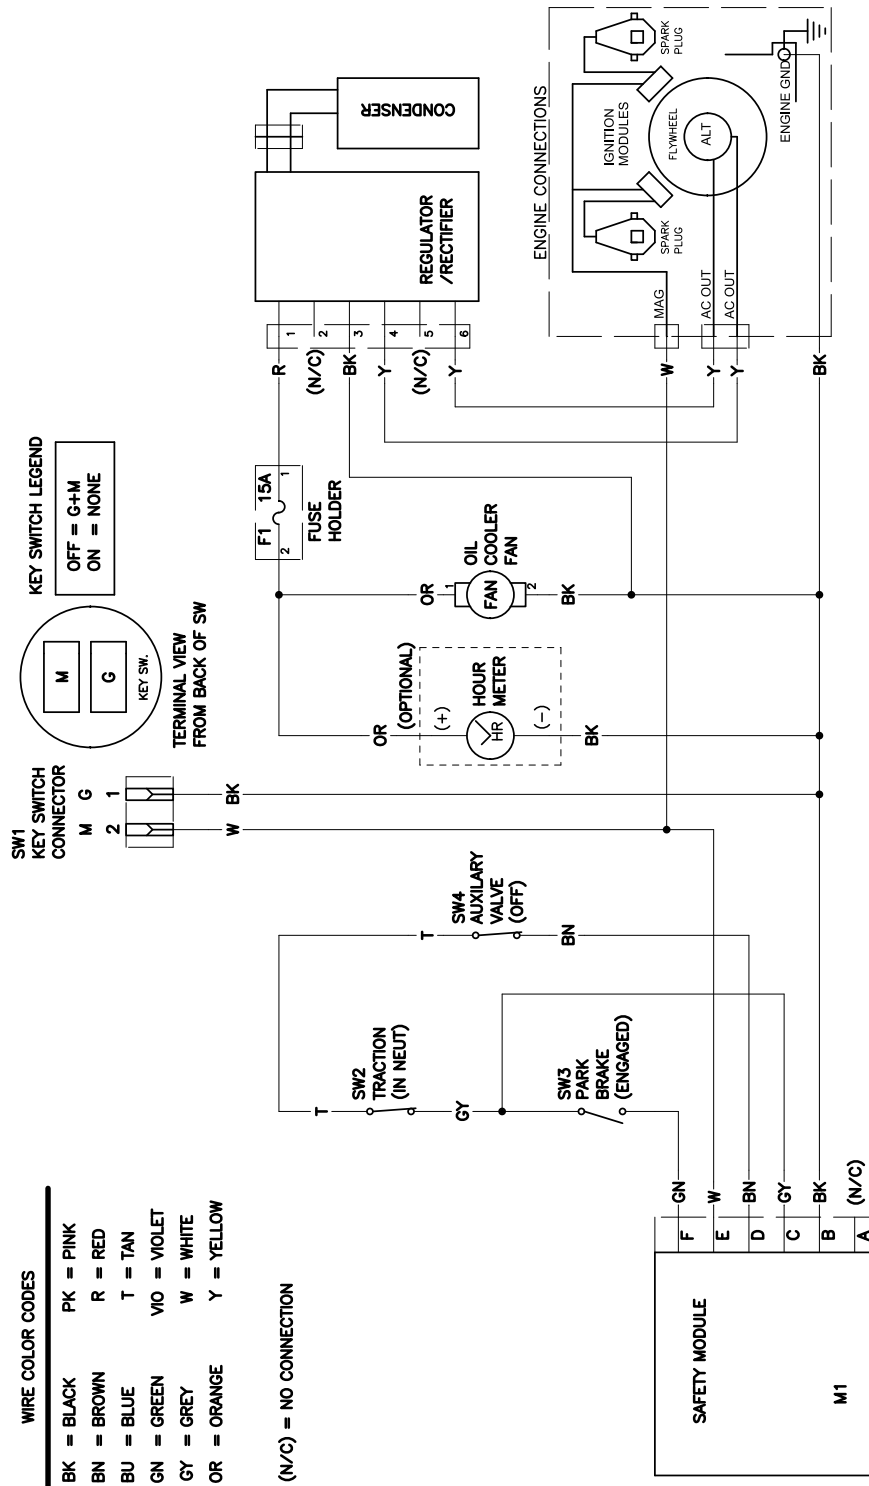 WIRE COLOR CODES
BK = BLACK PK = PINK
BN = BROWN R = RED
BU = BLUE T = TAN
GN = GREEN VIO = VIOLET
GY = GREY W = WHITE
OR = ORANGE Y = YELLOW
(N/C) = NO CONNECTION
SAFETY MODULE
M1
F
E
D
C
B
A
GN
W
BN
GY
BK
(N/C)
T
SW2
TRACTION
(IN NEUT)
GY
SW3
PARK
BRAKE
(ENGAGED)
T
SW4
AUXILARY
VALVE
(OFF)
BN
SW1
KEY SWITCH
CONNECTOR
M G
2 1
W
BK
KEY SWITCH LEGEND
OFF = G+M
ON = NONE
M
G
KEY SW.
TERMINAL VIEW
FROM BACK OF SW
OR
(OPTIONAL)
(+)
HR
HOUR
METER
(-)
BK
OR
1
FAN
2
OIL
COOLER
FAN
BK
F1 15A
2 1
FUSE
HOLDER
R
(N/C)
BK
Y
(N/C)
Y
1
2
3
4
5
6
REGULATOR
/RECTIFIER
CONDENSER
ENGINE CONNECTIONS
W
Y
Y
BK
MAG
AC OUT
AC OUT
SPARK
PLUG
IGNITION
MODULES
FLYWHEEL
ALT
SPARK
PLUG
ENGINE GND